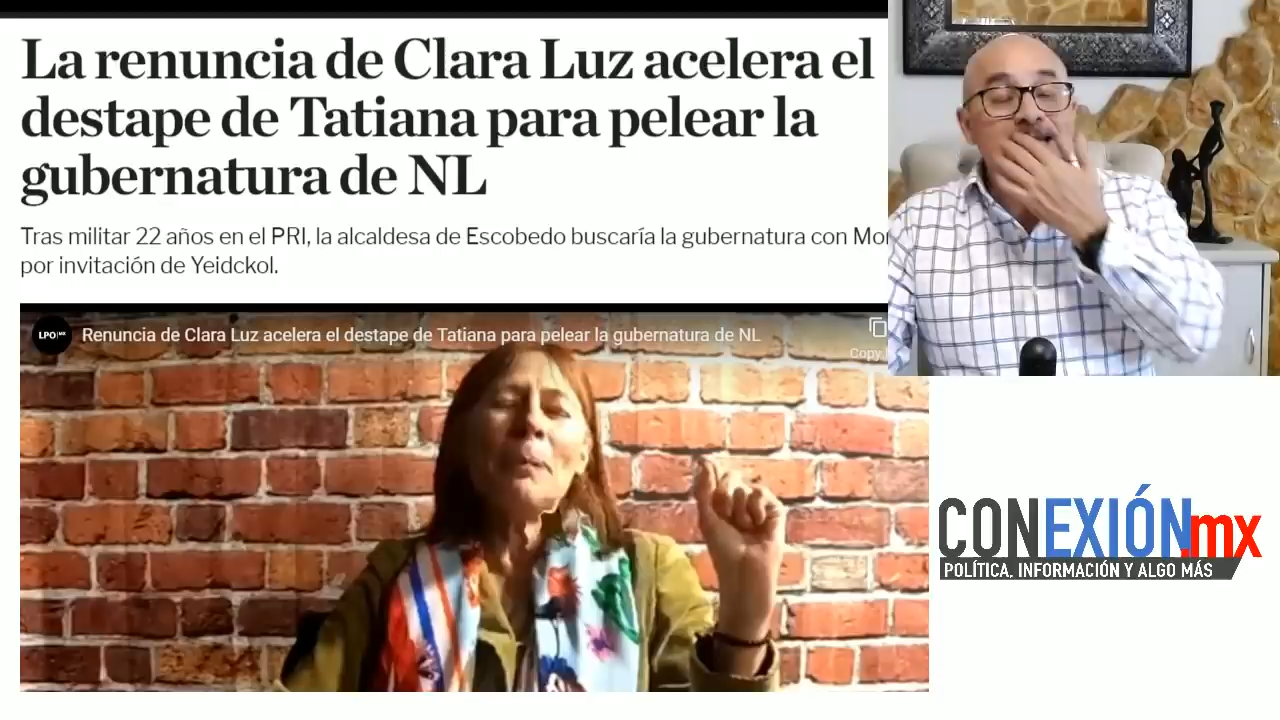 La renuncia de Clara Luz acelera el
destape de Tatiana para pelear la
gubernatura de NL
Tras militar 22 años en el PRI, la alcaldesa de Escobedo buscaría la gubernatura con Mor
por invitación de Yeidckol.
LPO MX
Renuncia de Clara Luz acelera el destape de Tatiana para pelear la gubernatura de NL
Copy
CONEXIÓN.mx
POLÍTICA, INFORMACIÓN Y ALGO MÁS